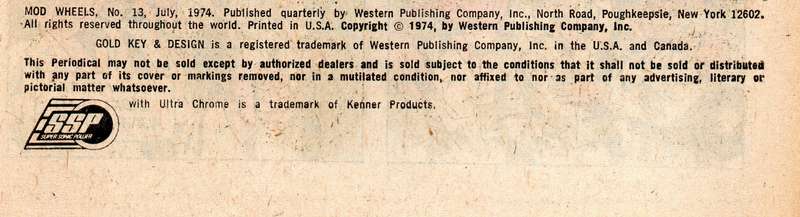 MOD WHEELS, No. 13, July, 1974. Published quarterly by Western Publishing Company, Inc., North Road, Poughkeepsie, New York 12602.
All rights reserved throughout the world. Printed in U.S.A. Copyright © 1974, by Western Publishing Company, Inc.
GOLD KEY & DESIGN is a registered trademark of Western Publishing Company, Inc. in the U.S.A. and Canada.
This Periodical may not be sold except by authorized dealers and is sold subject to the conditions that it shall not be sold or distributed
with any part of its cover or markings removed, nor in a mutilated condition, nor affixed to nor as part of any advertising, literary or
pictorial matter whatsoever.
with Ultra Chrome is a trademark of Kenner Products.
SSP
SUPER SONIC POWER